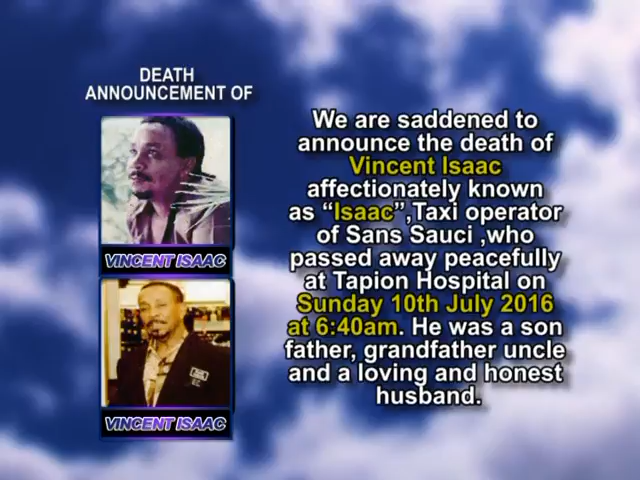 DEATH
ANNOUNCEMENT OF
VINCENT ISAAC
VINCENT ISAAC
We are saddened to
announce the death of
Vincent Isaac
affectionately known
as “Isaac”,Taxi operator
of Sans Sauci ,who
passed away peacefully
at Tapion Hospital on
Sunday 10th July 2016
at 6:40am. He was a son
father, grandfather uncle
and a loving and honest
husband.